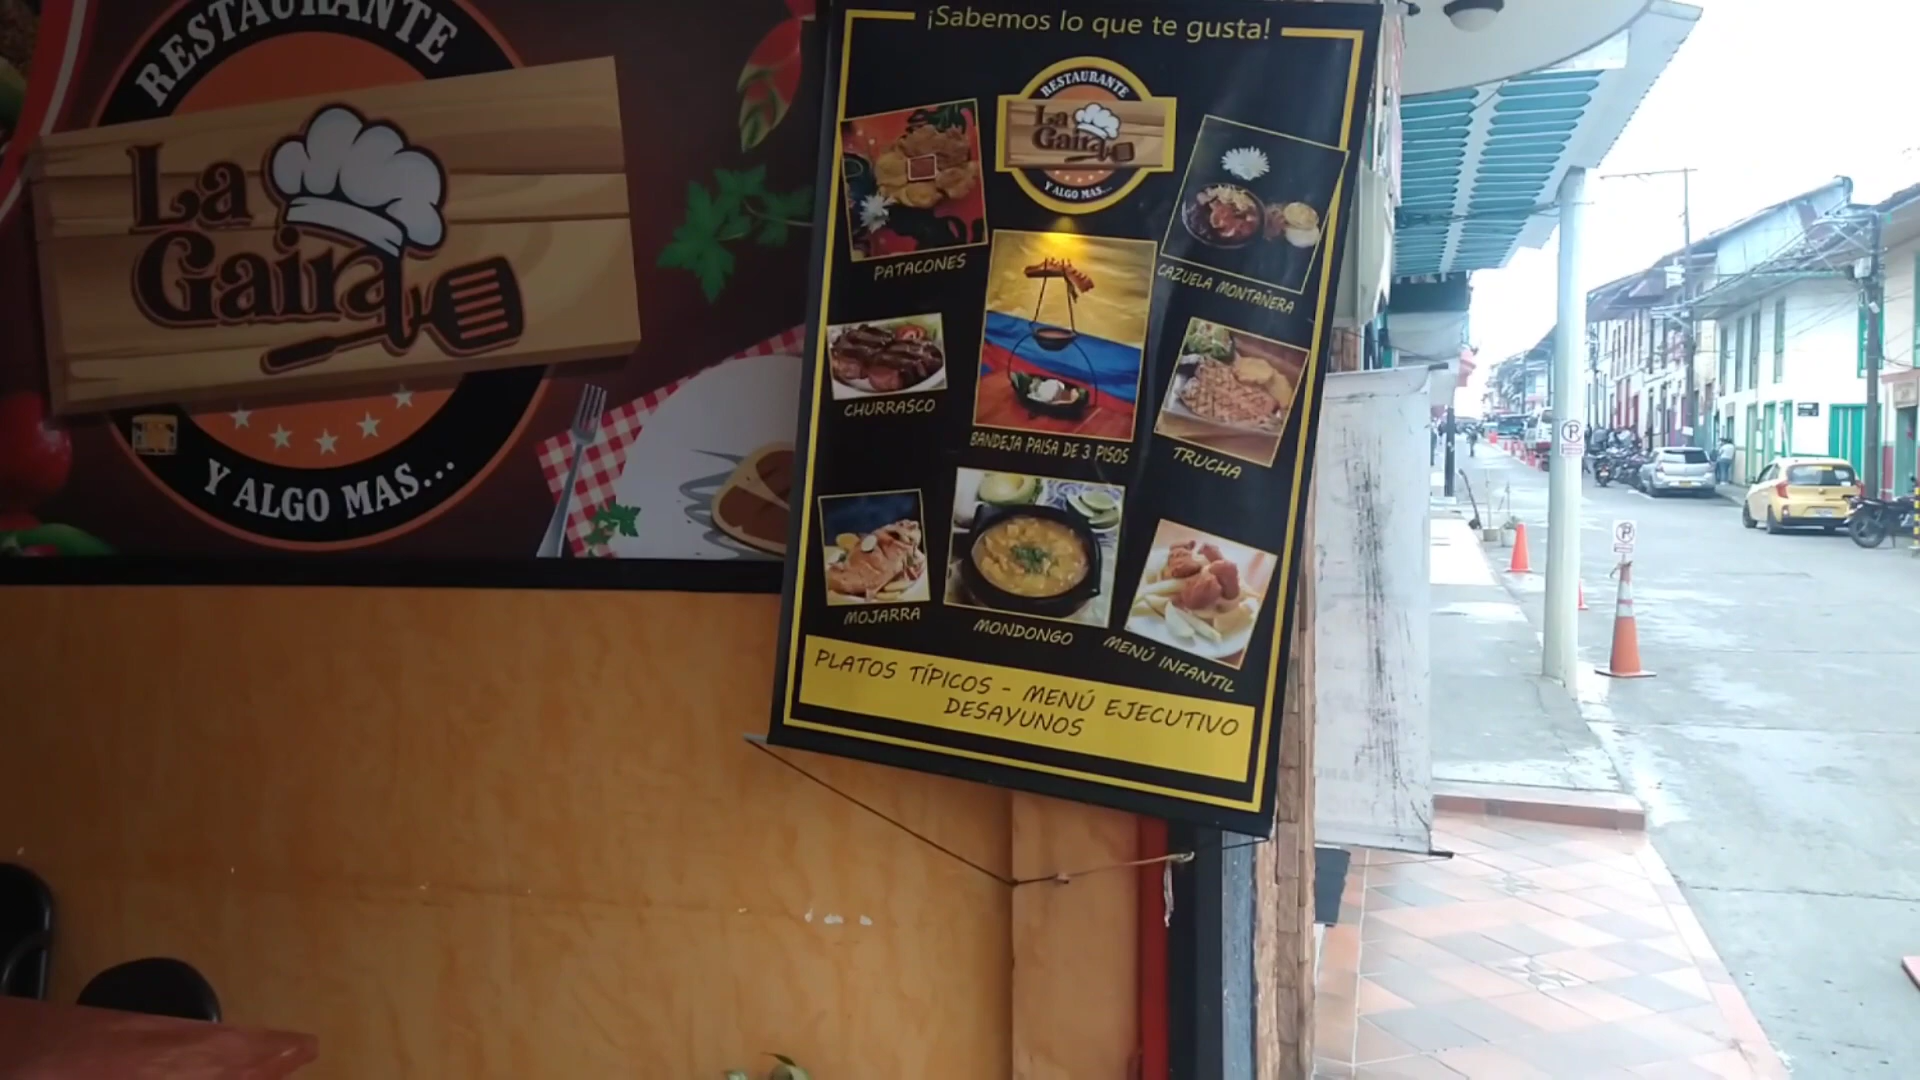 RESTAURANTE
La
Gaira
Y ALGO MAS...
¡Sabemos lo que te gusta!
RESTAURANTE
La
Gaira
Y ALGO MAS...
PATACONES
CAZUELA MONTAÑERA
CHURRASCO
BANDEJA PAISA DE 3 PISOS
TRUCHA
MOJARRA
MONDONGO
MENÚ INFANTIL
PLATOS TÍPICOS - MENÚ EJECUTIVO
DESAYUNOS